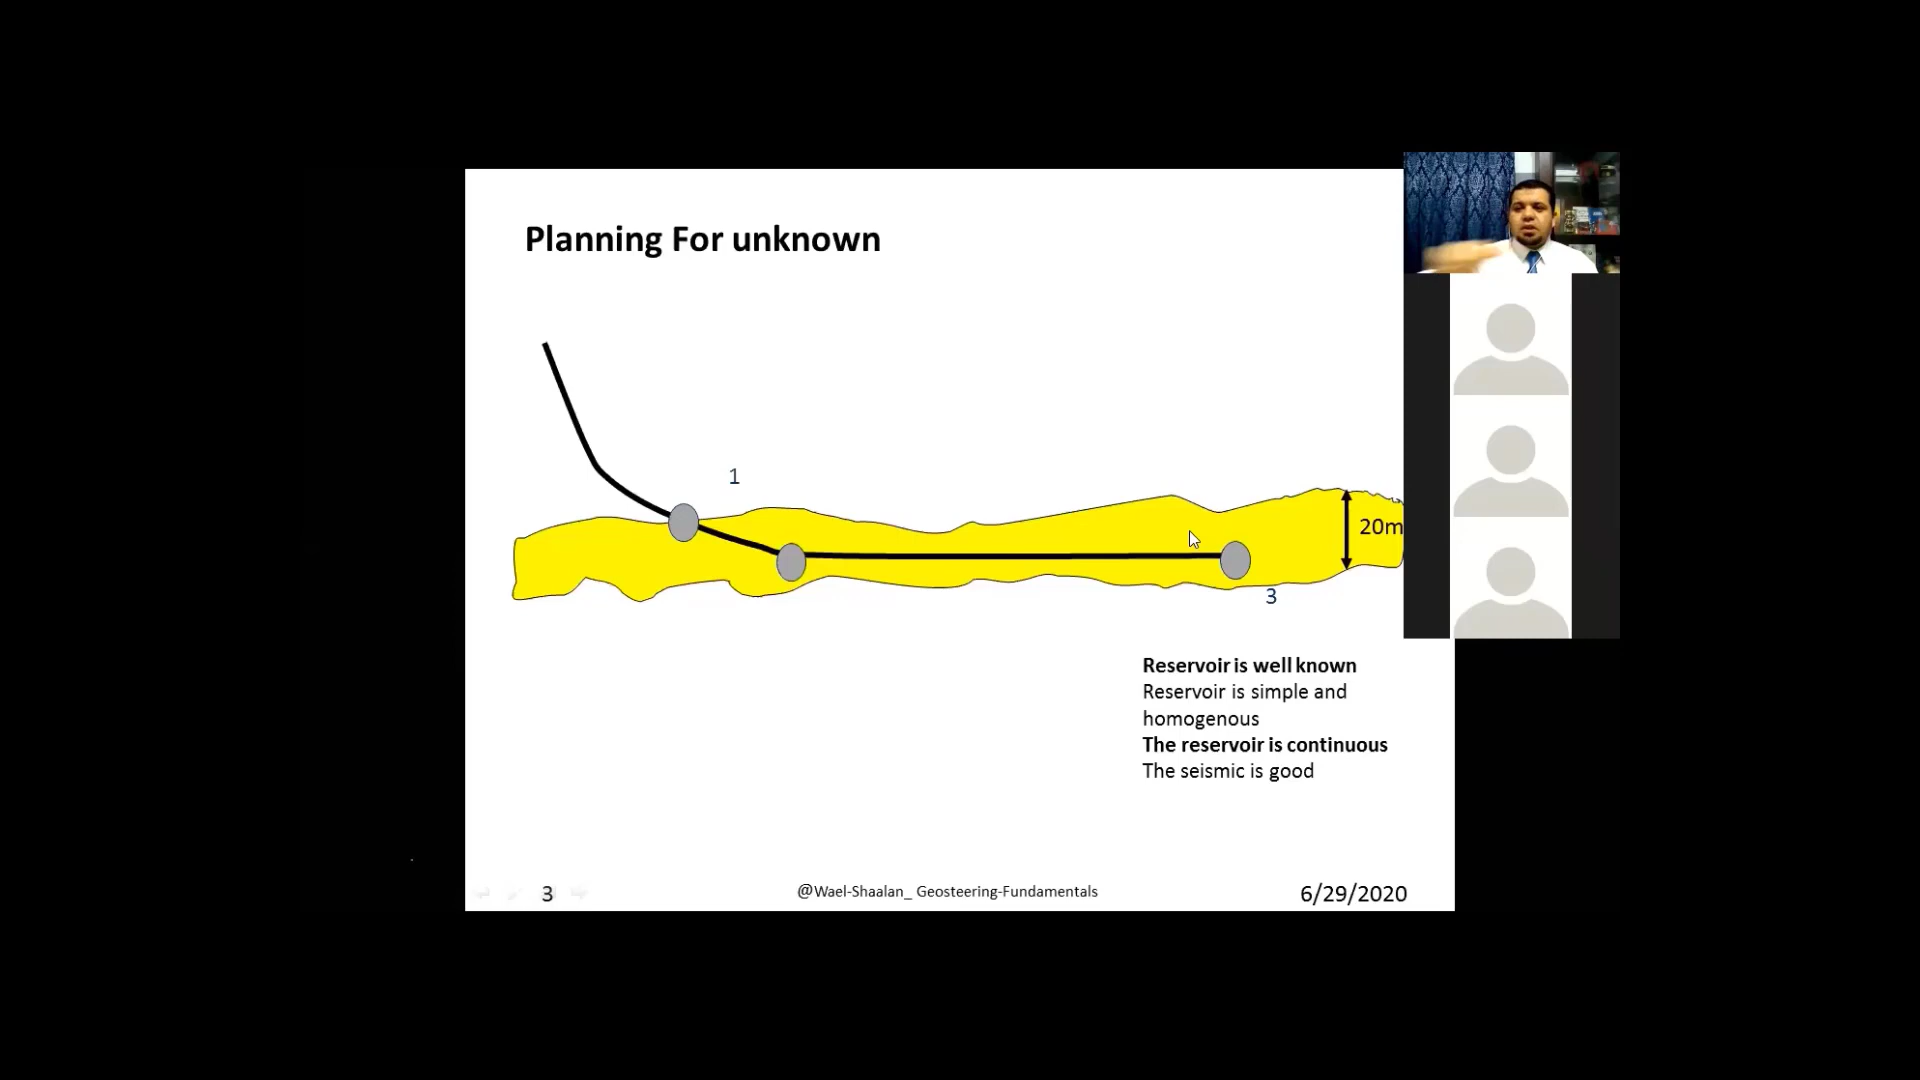 Planning For unknown
1
20m
3
Reservoir is well known
Reservoir is simple and
homogenous
The reservoir is continuous
The seismic is good
3
@Wael-Shaalan_ Geosteering-Fundamentals
6/29/2020